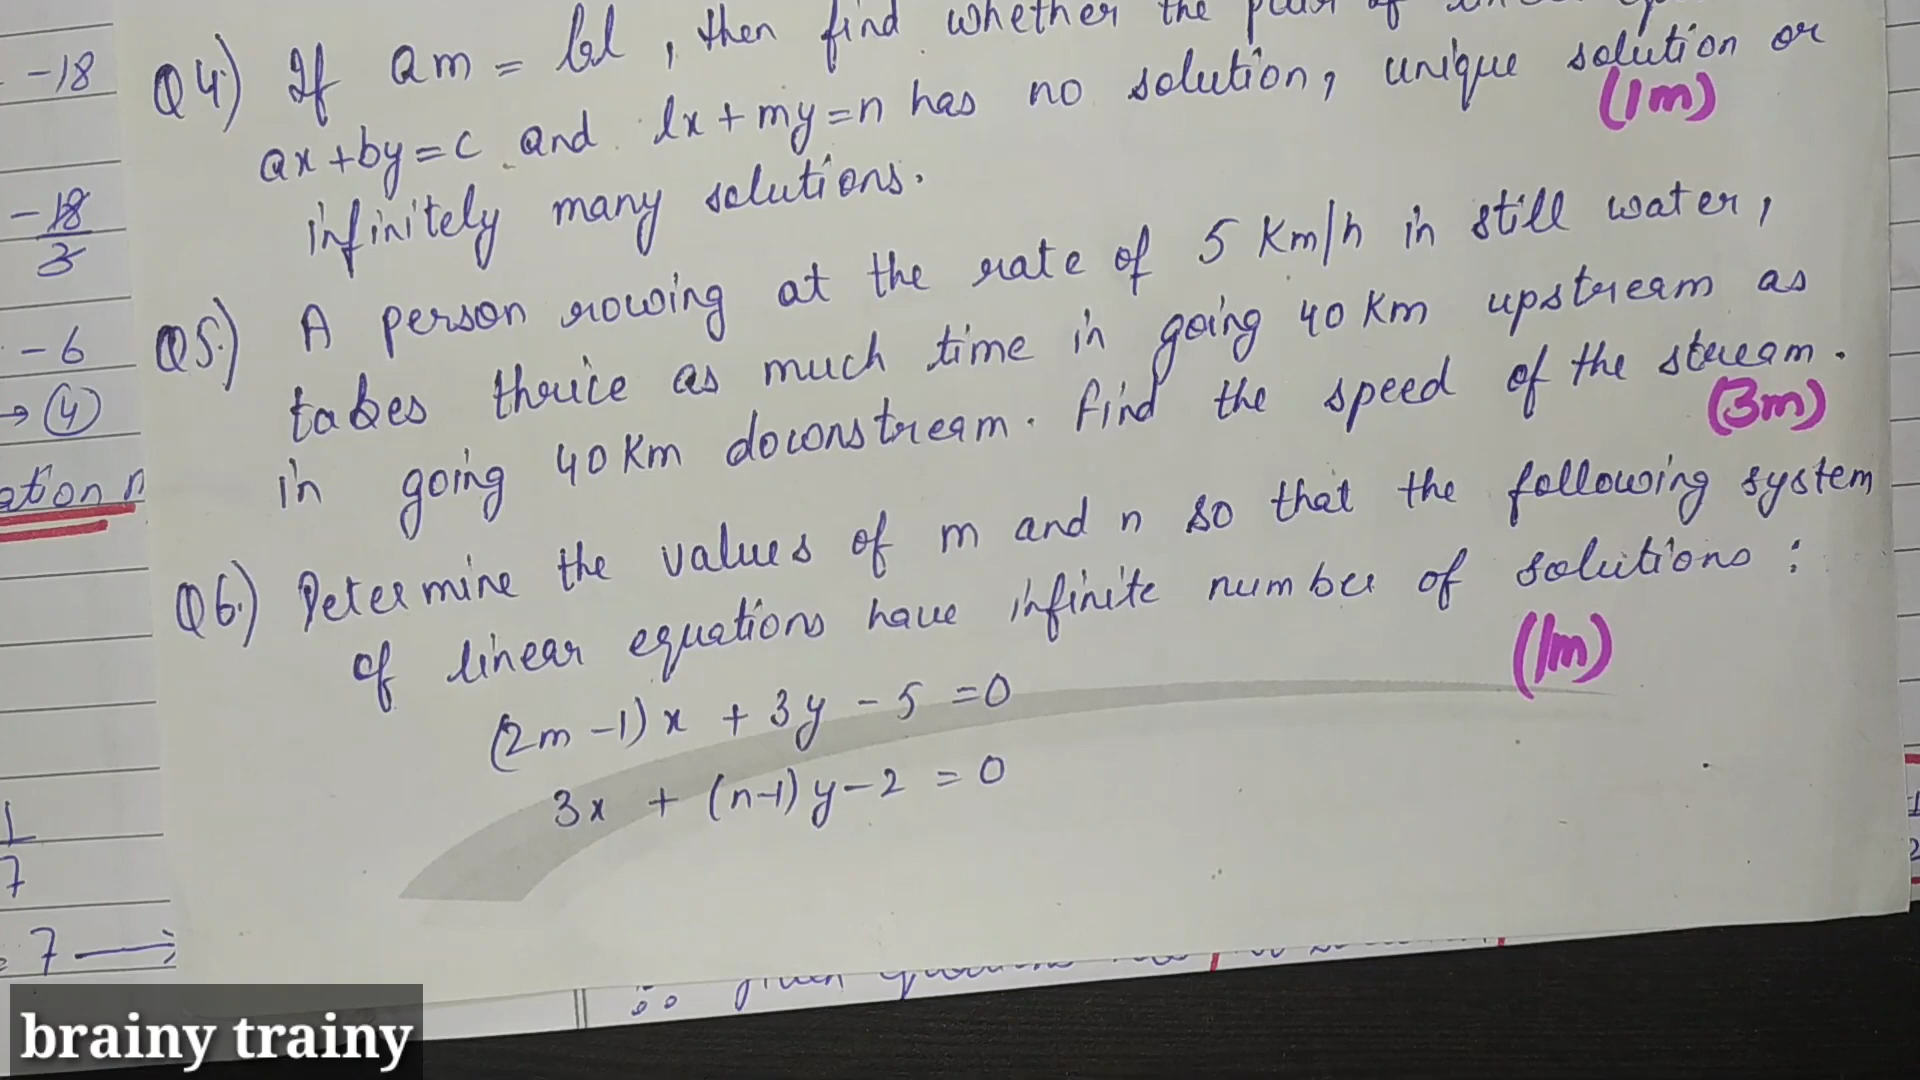 Q4) If am = bl, then find whether the pair of linear
ax+by=c and lx+my=n has no solution, unique solution or
infinitely many solutions.
(1m)
Q5.) A person rowing at the rate of 5 Km/h in still water,
takes thrice as much time in going 40 Km upstream as
in going 40 Km downstream. Find the speed of the stream.
(3m)
Q6.) Determine the values of m and n so that the following system
of linear equations have infinite number of solutions :
(1m)
(2m-1)x + 3y - 5 = 0
3x + (n-1)y - 2 = 0
-18
-18
3
-6
→ (4)
ation n
1
7
7 →
brainy trainy